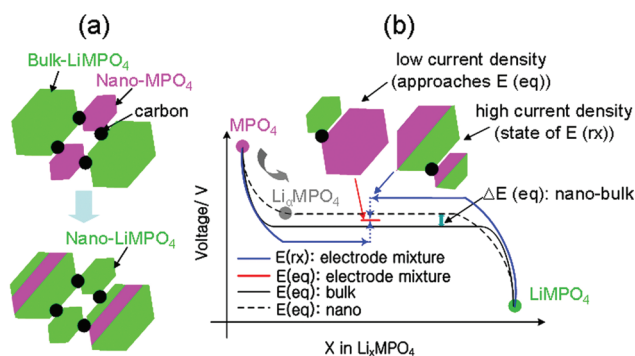 (a)
Bulk-LiMPO₄
Nano-MPO₄
carbon
Nano-LiMPO₄
(b)
low current density
(approaches E (eq))
high current density
(state of E (rx))
MPO₄
LiαMPO₄
ΔE (eq): nano-bulk
Voltage/ V
E(rx): electrode mixture
E(eq): electrode mixture
E(eq): bulk
E(eq): nano
LiMPO₄
X in LiₓMPO₄